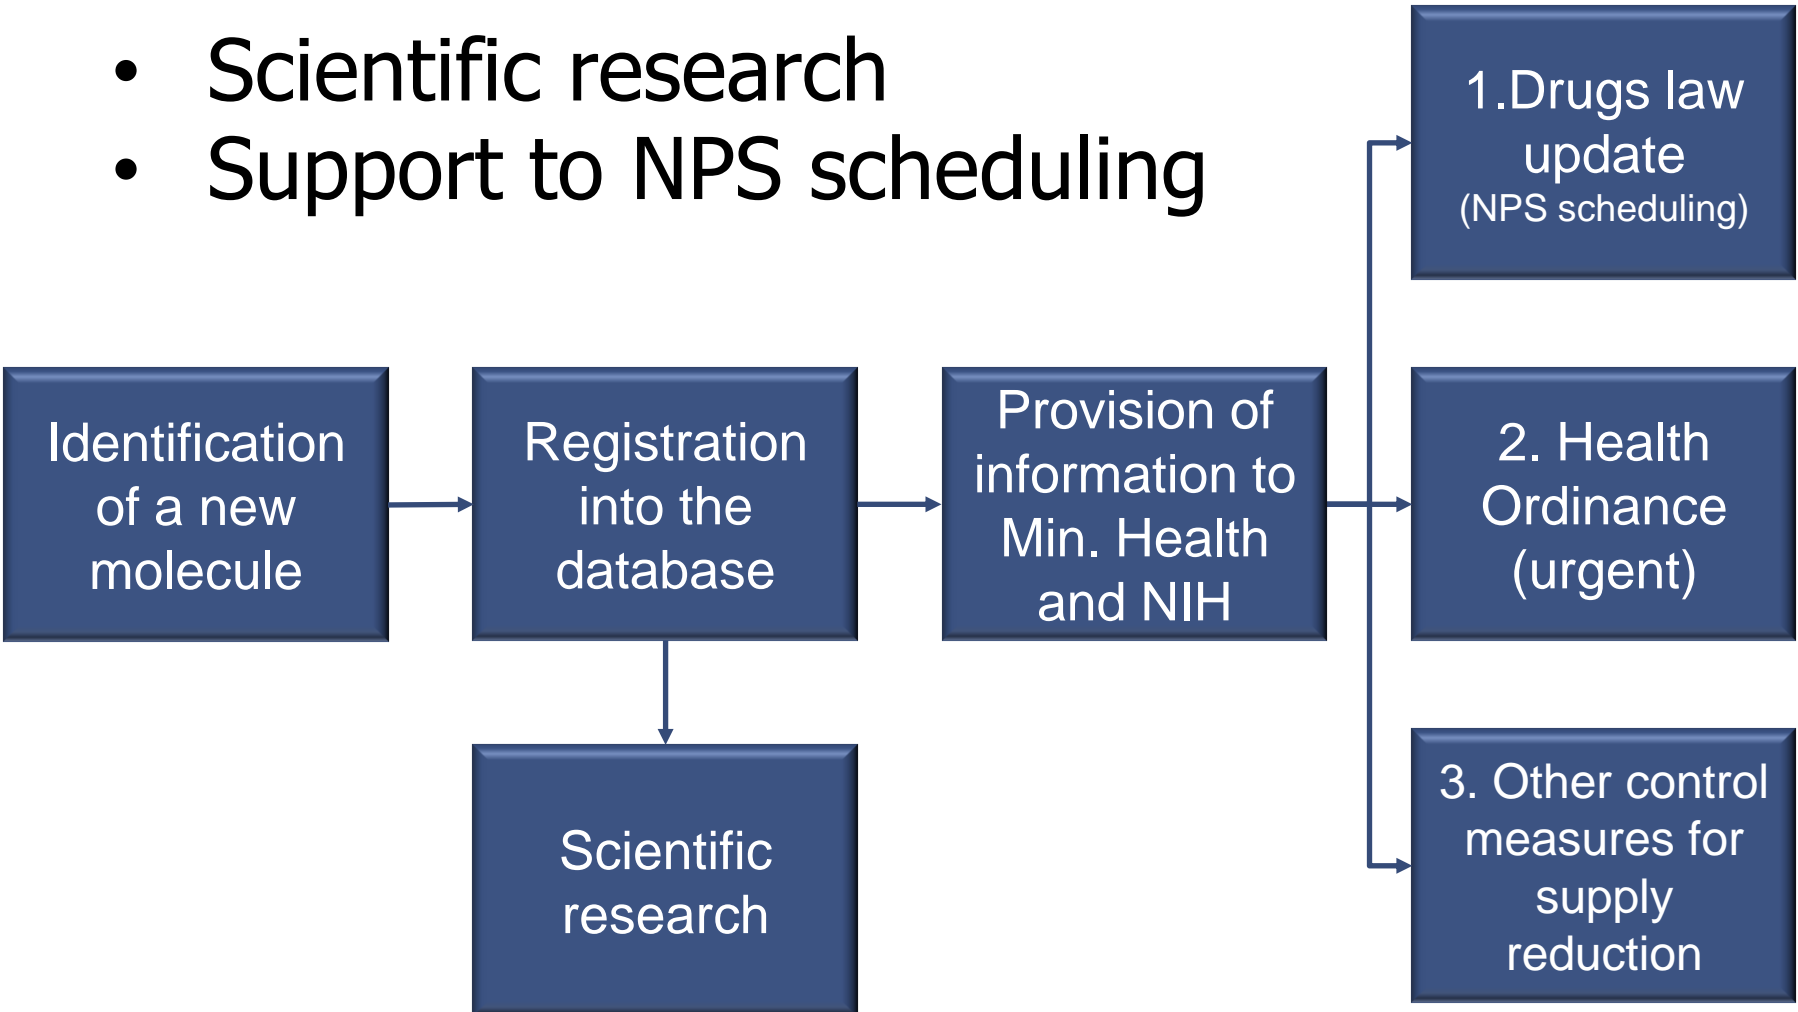 • Scientific research
• Support to NPS scheduling
1.Drugs law
update
(NPS scheduling)
Identification
of a new
molecule
Registration
into the
database
Provision of
information to
Min. Health
and NIH
2. Health
Ordinance
(urgent)
Scientific
research
3. Other control
measures for
supply
reduction